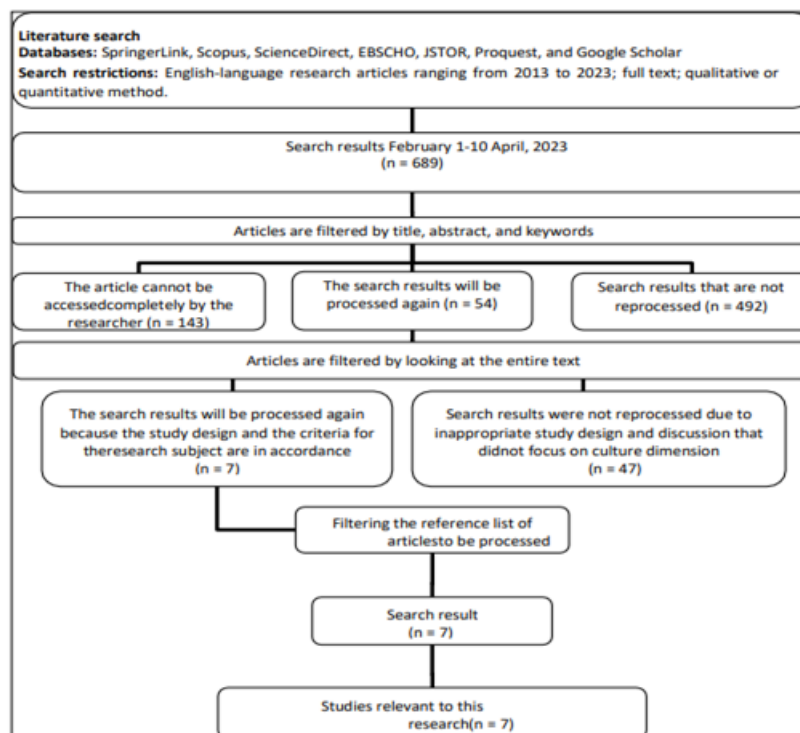 Literature search
Databases: SpringerLink, Scopus, ScienceDirect, EBSCHO, JSTOR, Proquest, and Google Scholar
Search restrictions: English-language research articles ranging from 2013 to 2023; full text; qualitative or
quantitative method.
Search results February 1-10 April, 2023
(n = 689)
Articles are filtered by title, abstract, and keywords
The article cannot be
accessedcompletely by the
researcher (n = 143)
The search results will be
processed again (n = 54)
Search results that are not
reprocessed (n = 492)
Articles are filtered by looking at the entire text
The search results will be processed again
because the study design and the criteria for
theresearch subject are in accordance
(n = 7)
Search results were not reprocessed due to
inappropriate study design and discussion that
didnot focus on culture dimension
(n = 47)
Filtering the reference list of
articlesto be processed
Search result
(n = 7)
Studies relevant to this
research(n = 7)